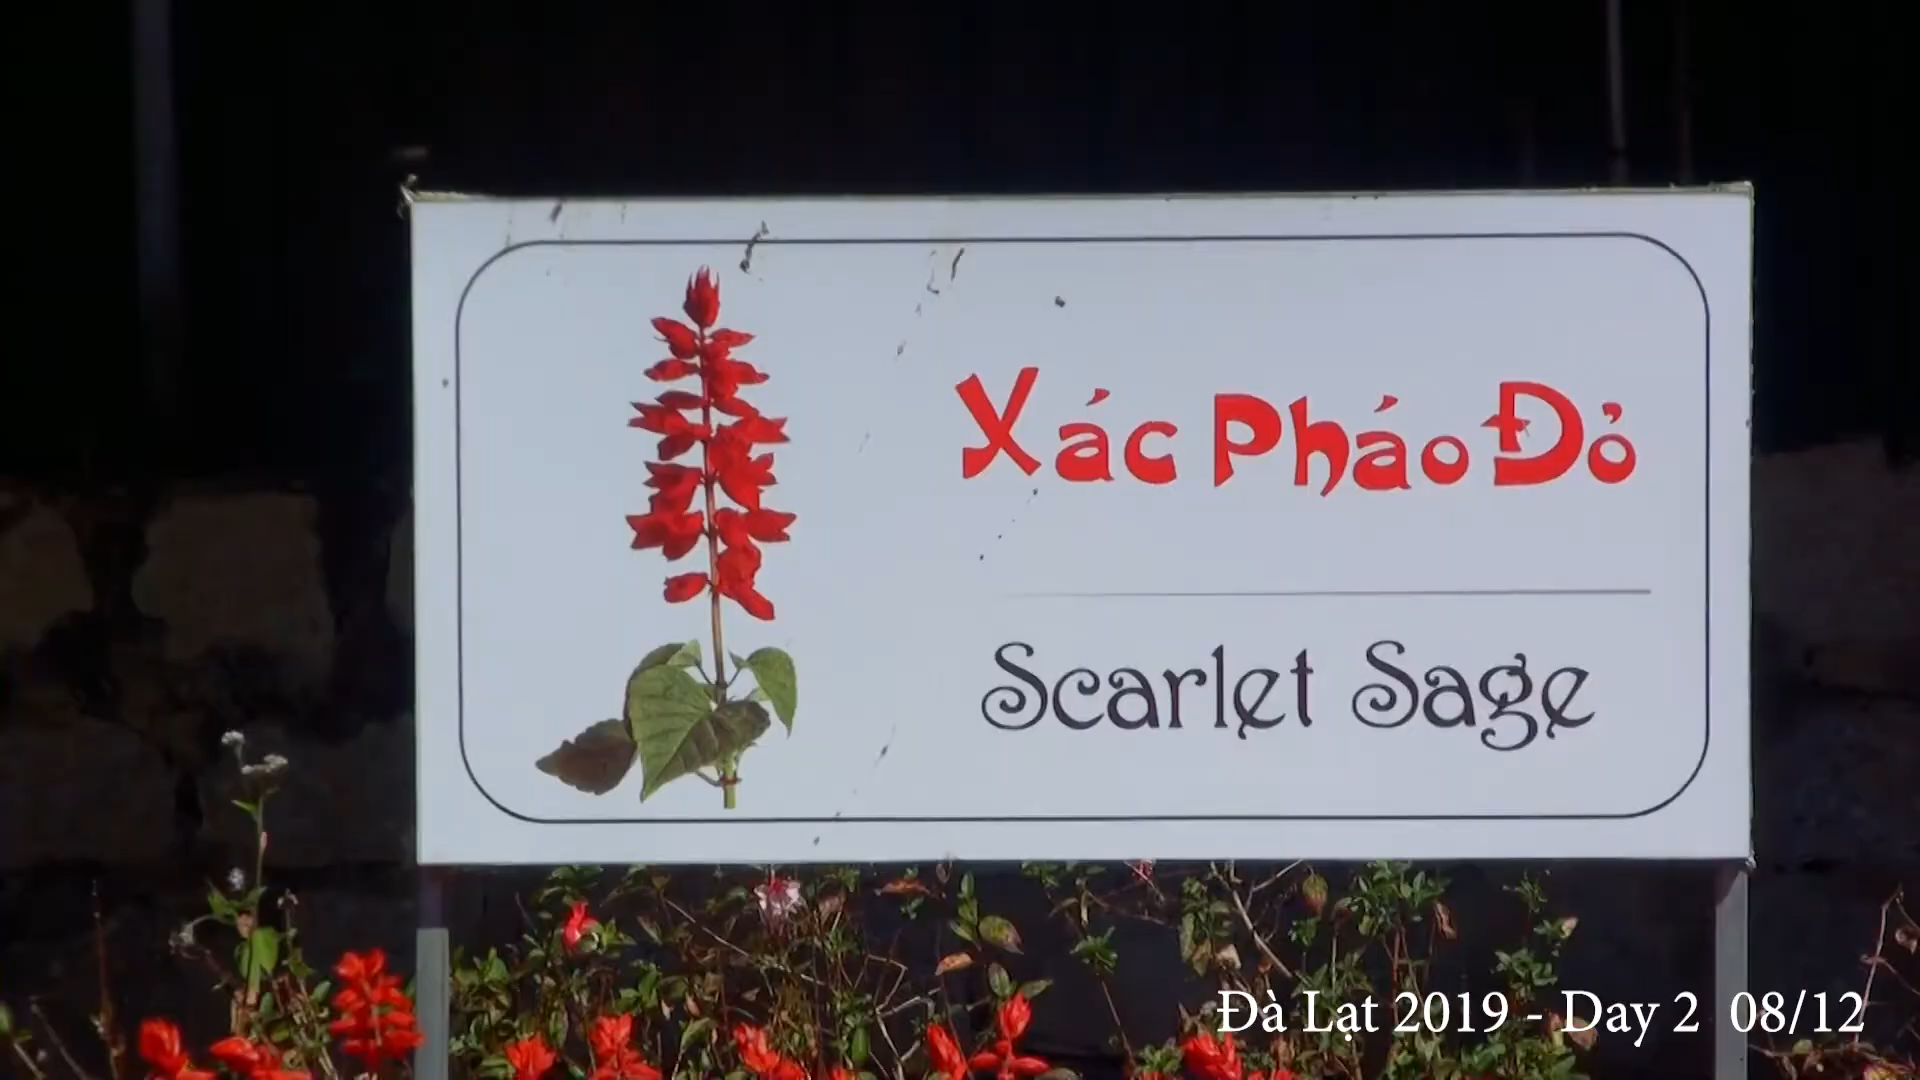 Xác Pháo Đỏ
Scarlet Sage
Đà Lạt 2019 - Day 2 08/12